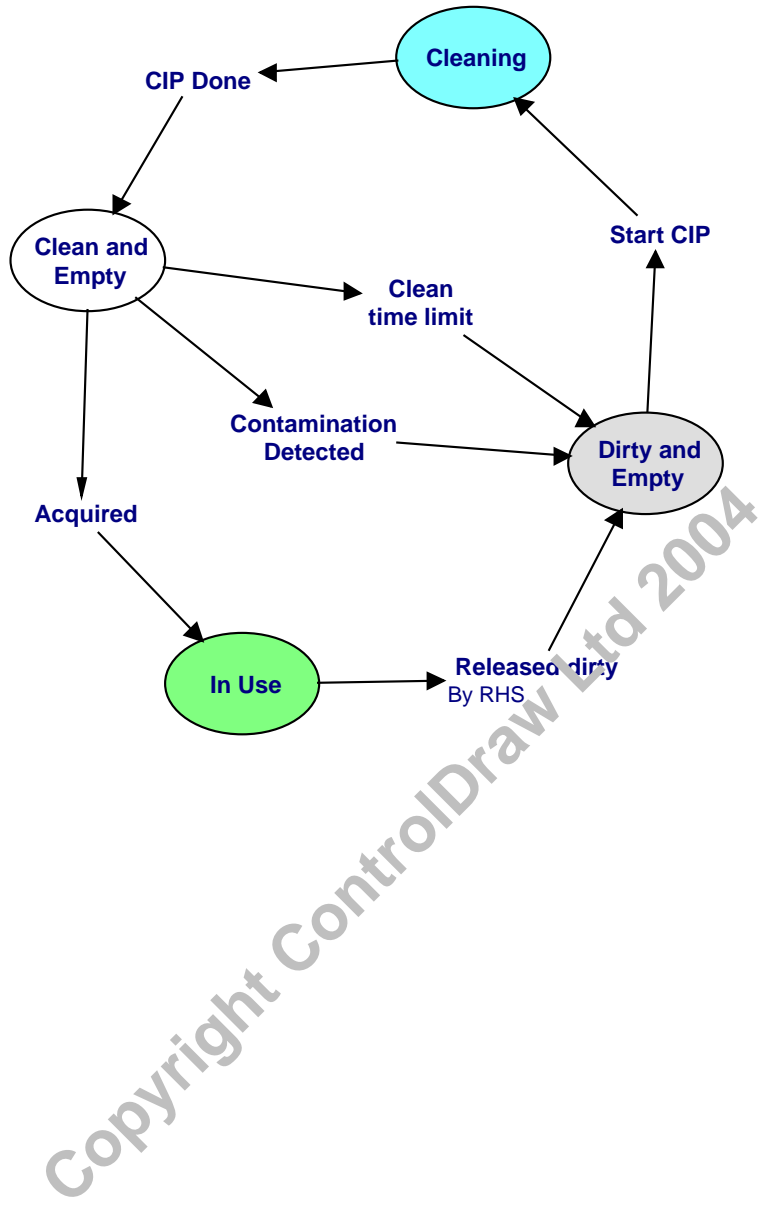 Cleaning
CIP Done
Start CIP
Clean and
Empty
Clean
time limit
Contamination
Detected
Dirty and
Empty
Acquired
In Use
Released dirty
By RHS
Copyright ControlDraw Ltd 2004